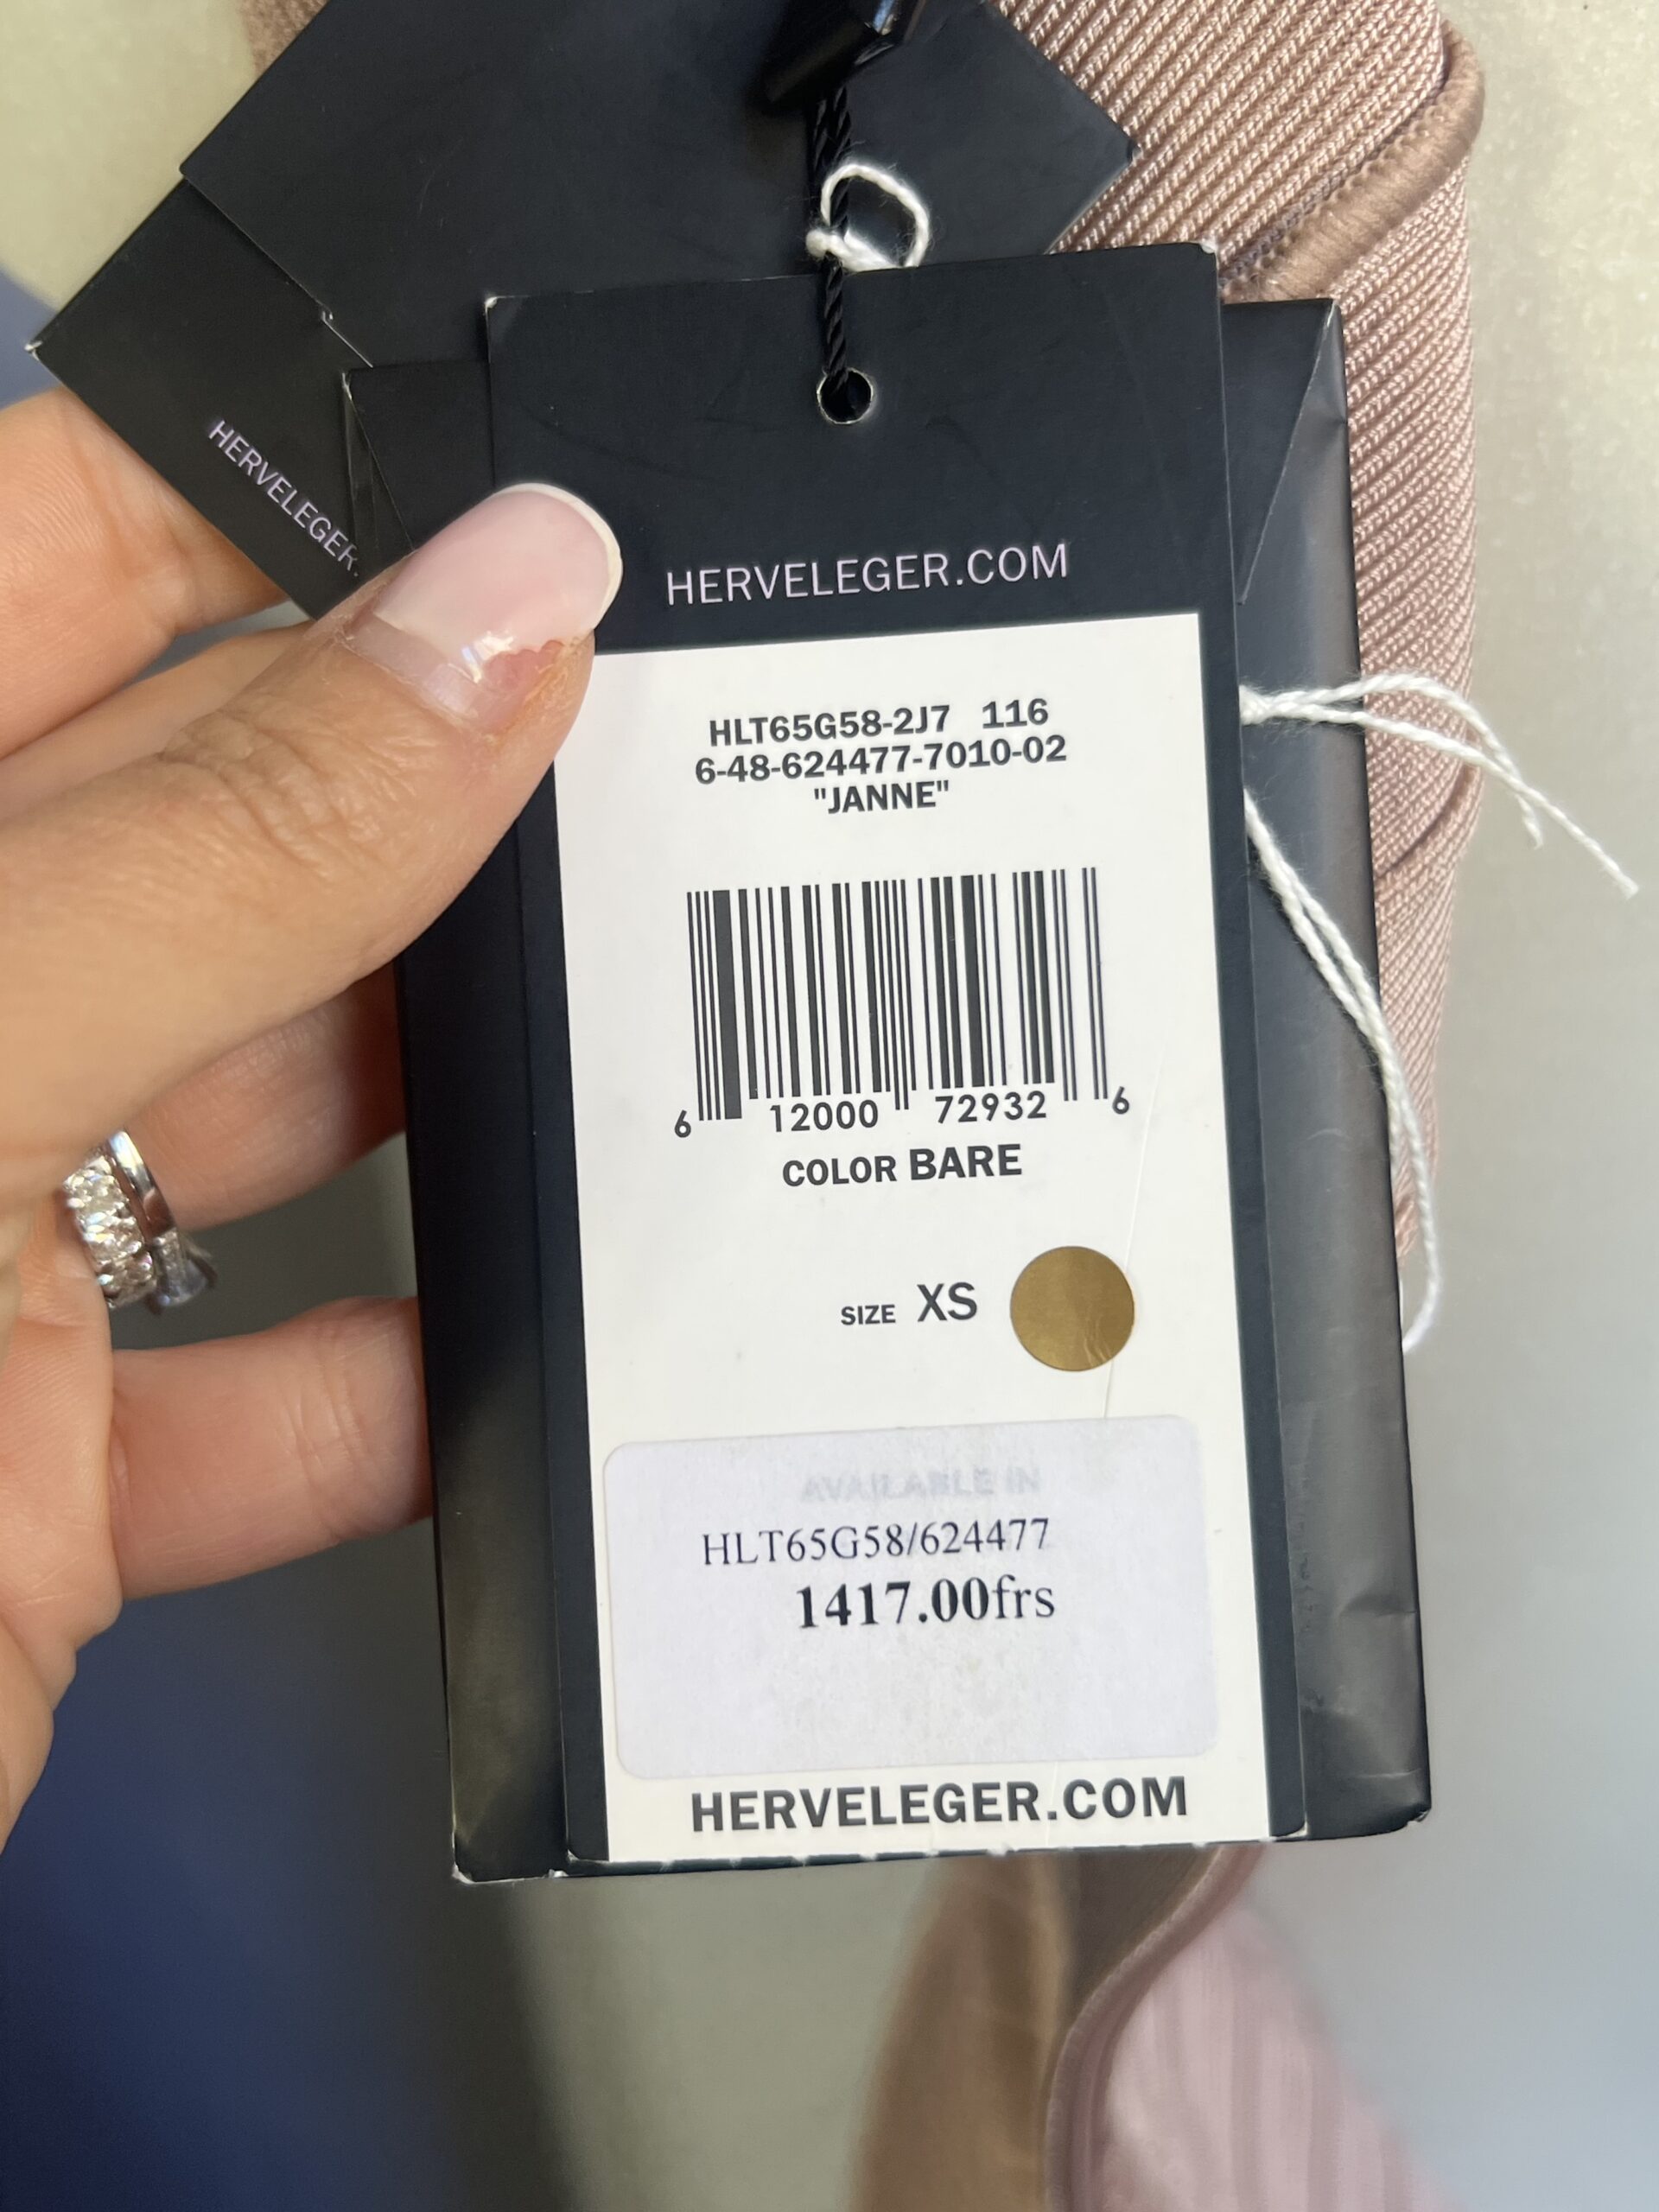 HERVELEGER.
HERVELEGER.COM
HLT65G58-2J7 116
6-48-624477-7010-02
"JANNE"
6 12000 72932 6
COLOR BARE
SIZE XS
AVAILABLE IN
HLT65G58/624477
1417.00frs
HERVELEGER.COM